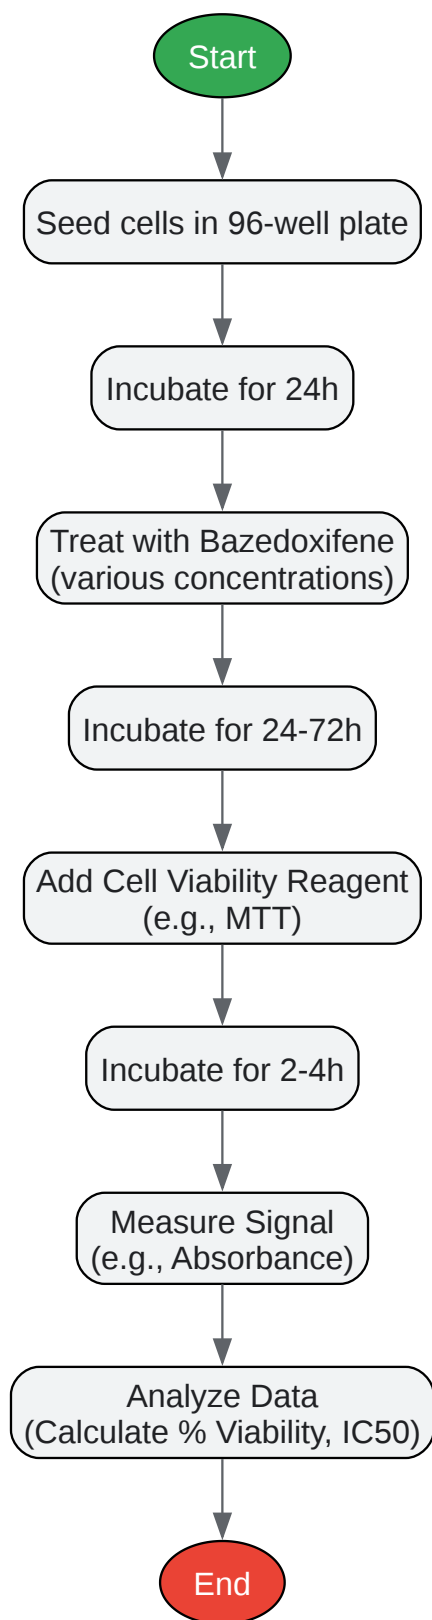 Start
Seed cells in 96-well plate
Incubate for 24h
Treat with Bazedoxifene
(various concentrations)
Incubate for 24-72h
Add Cell Viability Reagent
(e.g., MTT)
Incubate for 2-4h
Measure Signal
(e.g., Absorbance)
Analyze Data
(Calculate % Viability, IC50)
End